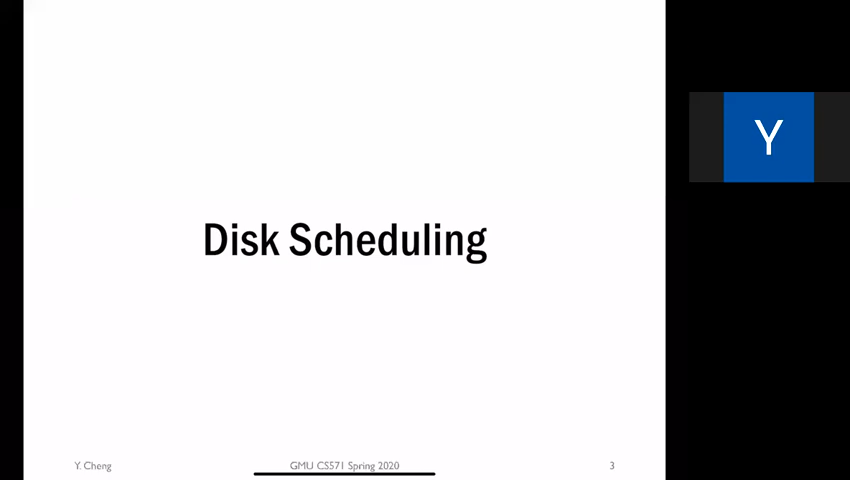 Disk Scheduling
Y
Y. Cheng
GMU CS571 Spring 2020
3